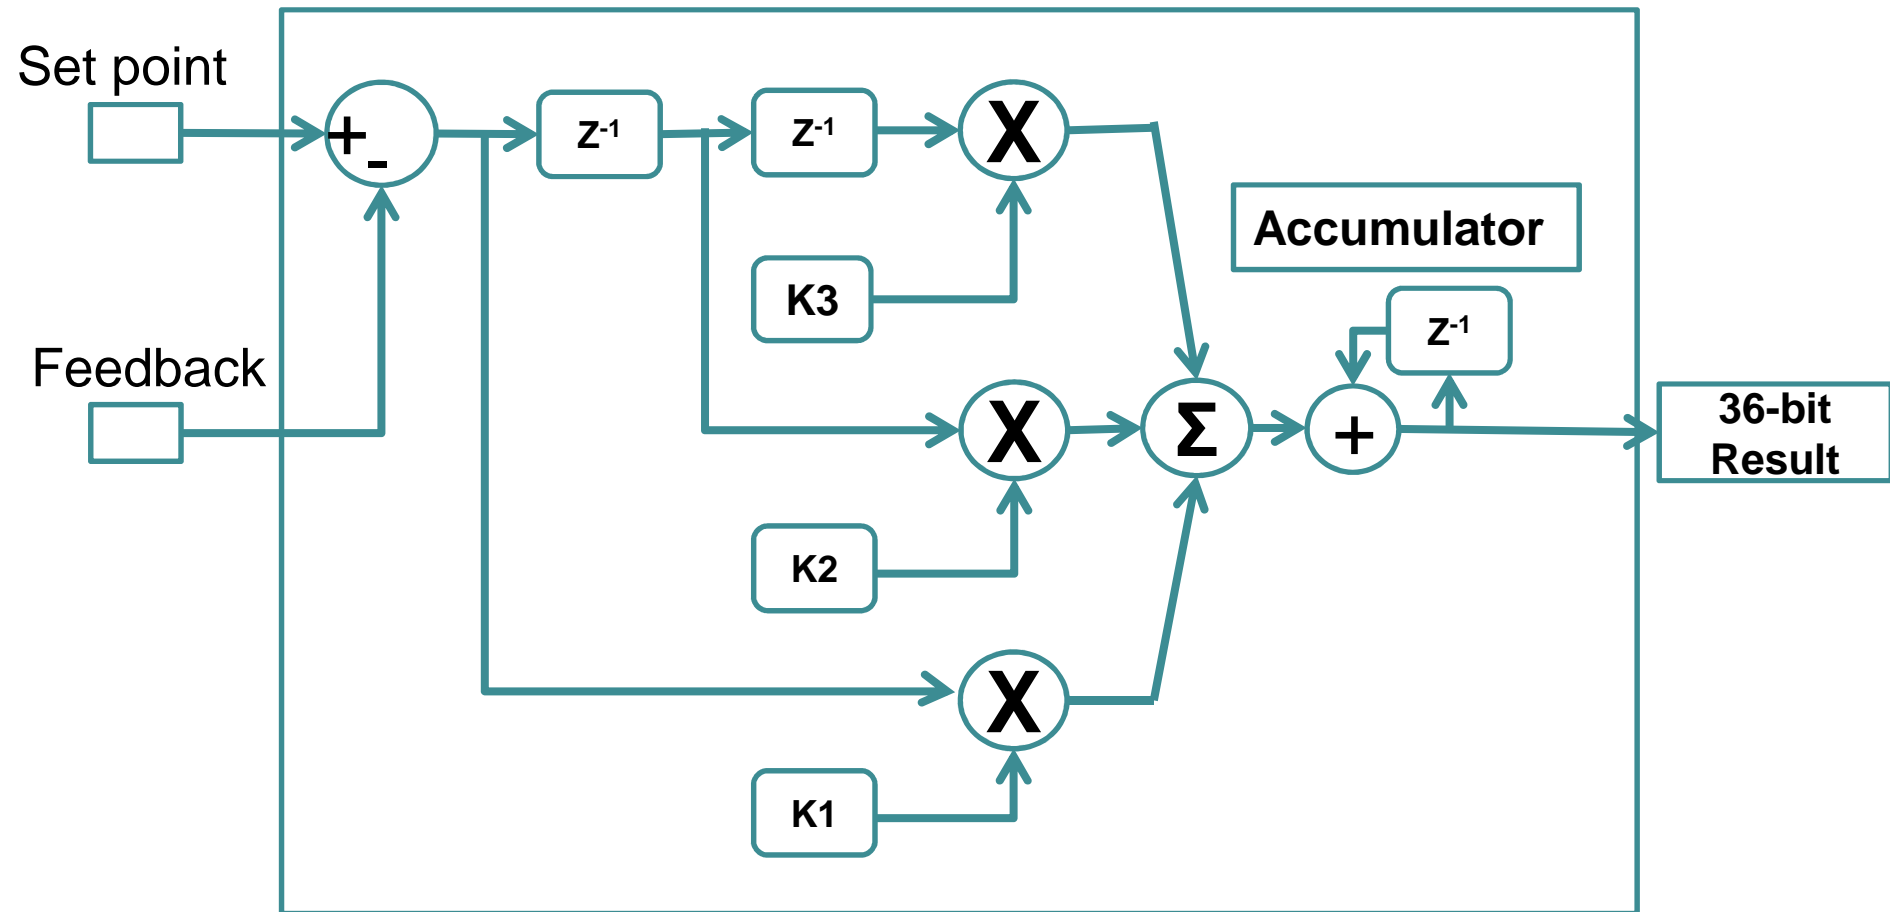 Set point
+
-
Z⁻¹
Z⁻¹
X
Accumulator
K3
Z⁻¹
Feedback
X
Σ
+
36-bit
Result
K2
X
K1